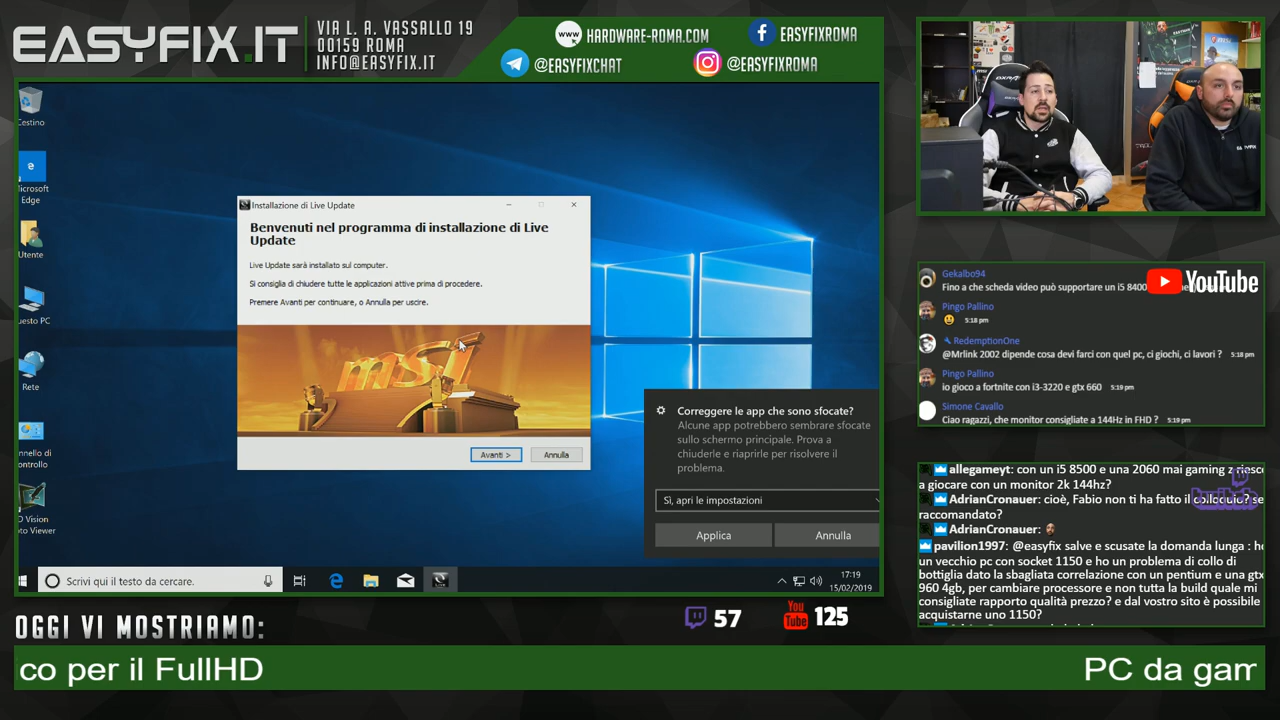 EASYFIX.IT
VIA L. A. VASSALLO 19
00159 ROMA
INFO@EASYFIX.IT
WWW
HARDWARE-ROMA.COM
EASYFIXROMA
@EASYFIXCHAT
@EASYFIXROMA
Cestino
Microsoft
Edge
Utente
uesto PC
Rete
nnello di
ontrollo
D Vision
oto Viewer
Installazione di Live Update
Benvenuti nel programma di installazione di Live
Update
Live Update sarà installato sul computer.
Si consiglia di chiudere tutte le applicazioni attive prima di procedere.
Premere Avanti per continuare, o Annulla per uscire.
msi
Avanti >
Annulla
Correggere le app che sono sfocate?
Alcune app potrebbero sembrare sfocate
sullo schermo principale. Prova a
chiuderle e riaprirle per risolvere il
problema.
Sì, apri le impostazioni
Applica
Annulla
Scrivi qui il testo da cercare.
17:19
15/02/2019
YouTube
Gekalbo94
Fino a che scheda video può supportare un i5 8400
Pingo Pallino
5:18 pm
RedemptionOne
@Mrlink 2002 dipende cosa devi farci con quel pc, ci giochi, ci lavori ? 5:18 pm
Pingo Pallino
io gioco a fortnite con i3-3220 e gtx 660 5:19 pm
Simone Cavallo
Ciao ragazzi, che monitor consigliate a 144Hz in FHD ? 5:19 pm
allegameyt: con un i5 8500 e una 2060 mai gaming z riesco
a giocare con un monitor 2k 144hz?
AdrianCronauer: cioè, Fabio non ti ha fatto il colloquio? sei
raccomandato?
AdrianCronauer:
pavilion1997: @easyfix salve e scusate la domanda lunga : ho
un vecchio pc con socket 1150 e ho un problema di collo di
bottiglia dato la sbagliata correlazione con un pentium e una gtx
960 4gb, per cambiare processore e non tutta la build quale mi
consigliate rapporto qualità prezzo? e dal vostro sito è possibile
acquistarne uno 1150?
57
You
Tube
125
OGGI VI MOSTRIAMO:
co per il FullHD
PC da gam